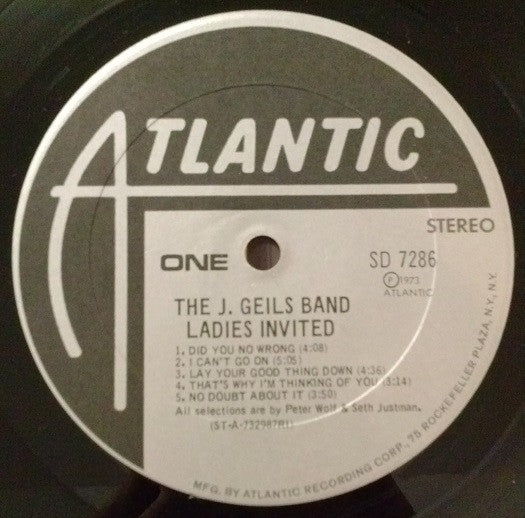 ATLANTIC
STEREO
ONE
SD 7286
Ⓟ1973
ATLANTIC
THE J. GEILS BAND
LADIES INVITED
1. DID YOU NO WRONG (4:08)
2. I CAN'T GO ON (5:05)
3. LAY YOUR GOOD THING DOWN (4:36)
4. THAT'S WHY I'M THINKING OF YOU (3:14)
5. NO DOUBT ABOUT IT (3:50)
All selections are by Peter Wolf & Seth Justman.
(ST-A-732987RI)
MFG. BY ATLANTIC RECORDING CORP., 75 ROCKEFELLER PLAZA, N.Y., N.Y.